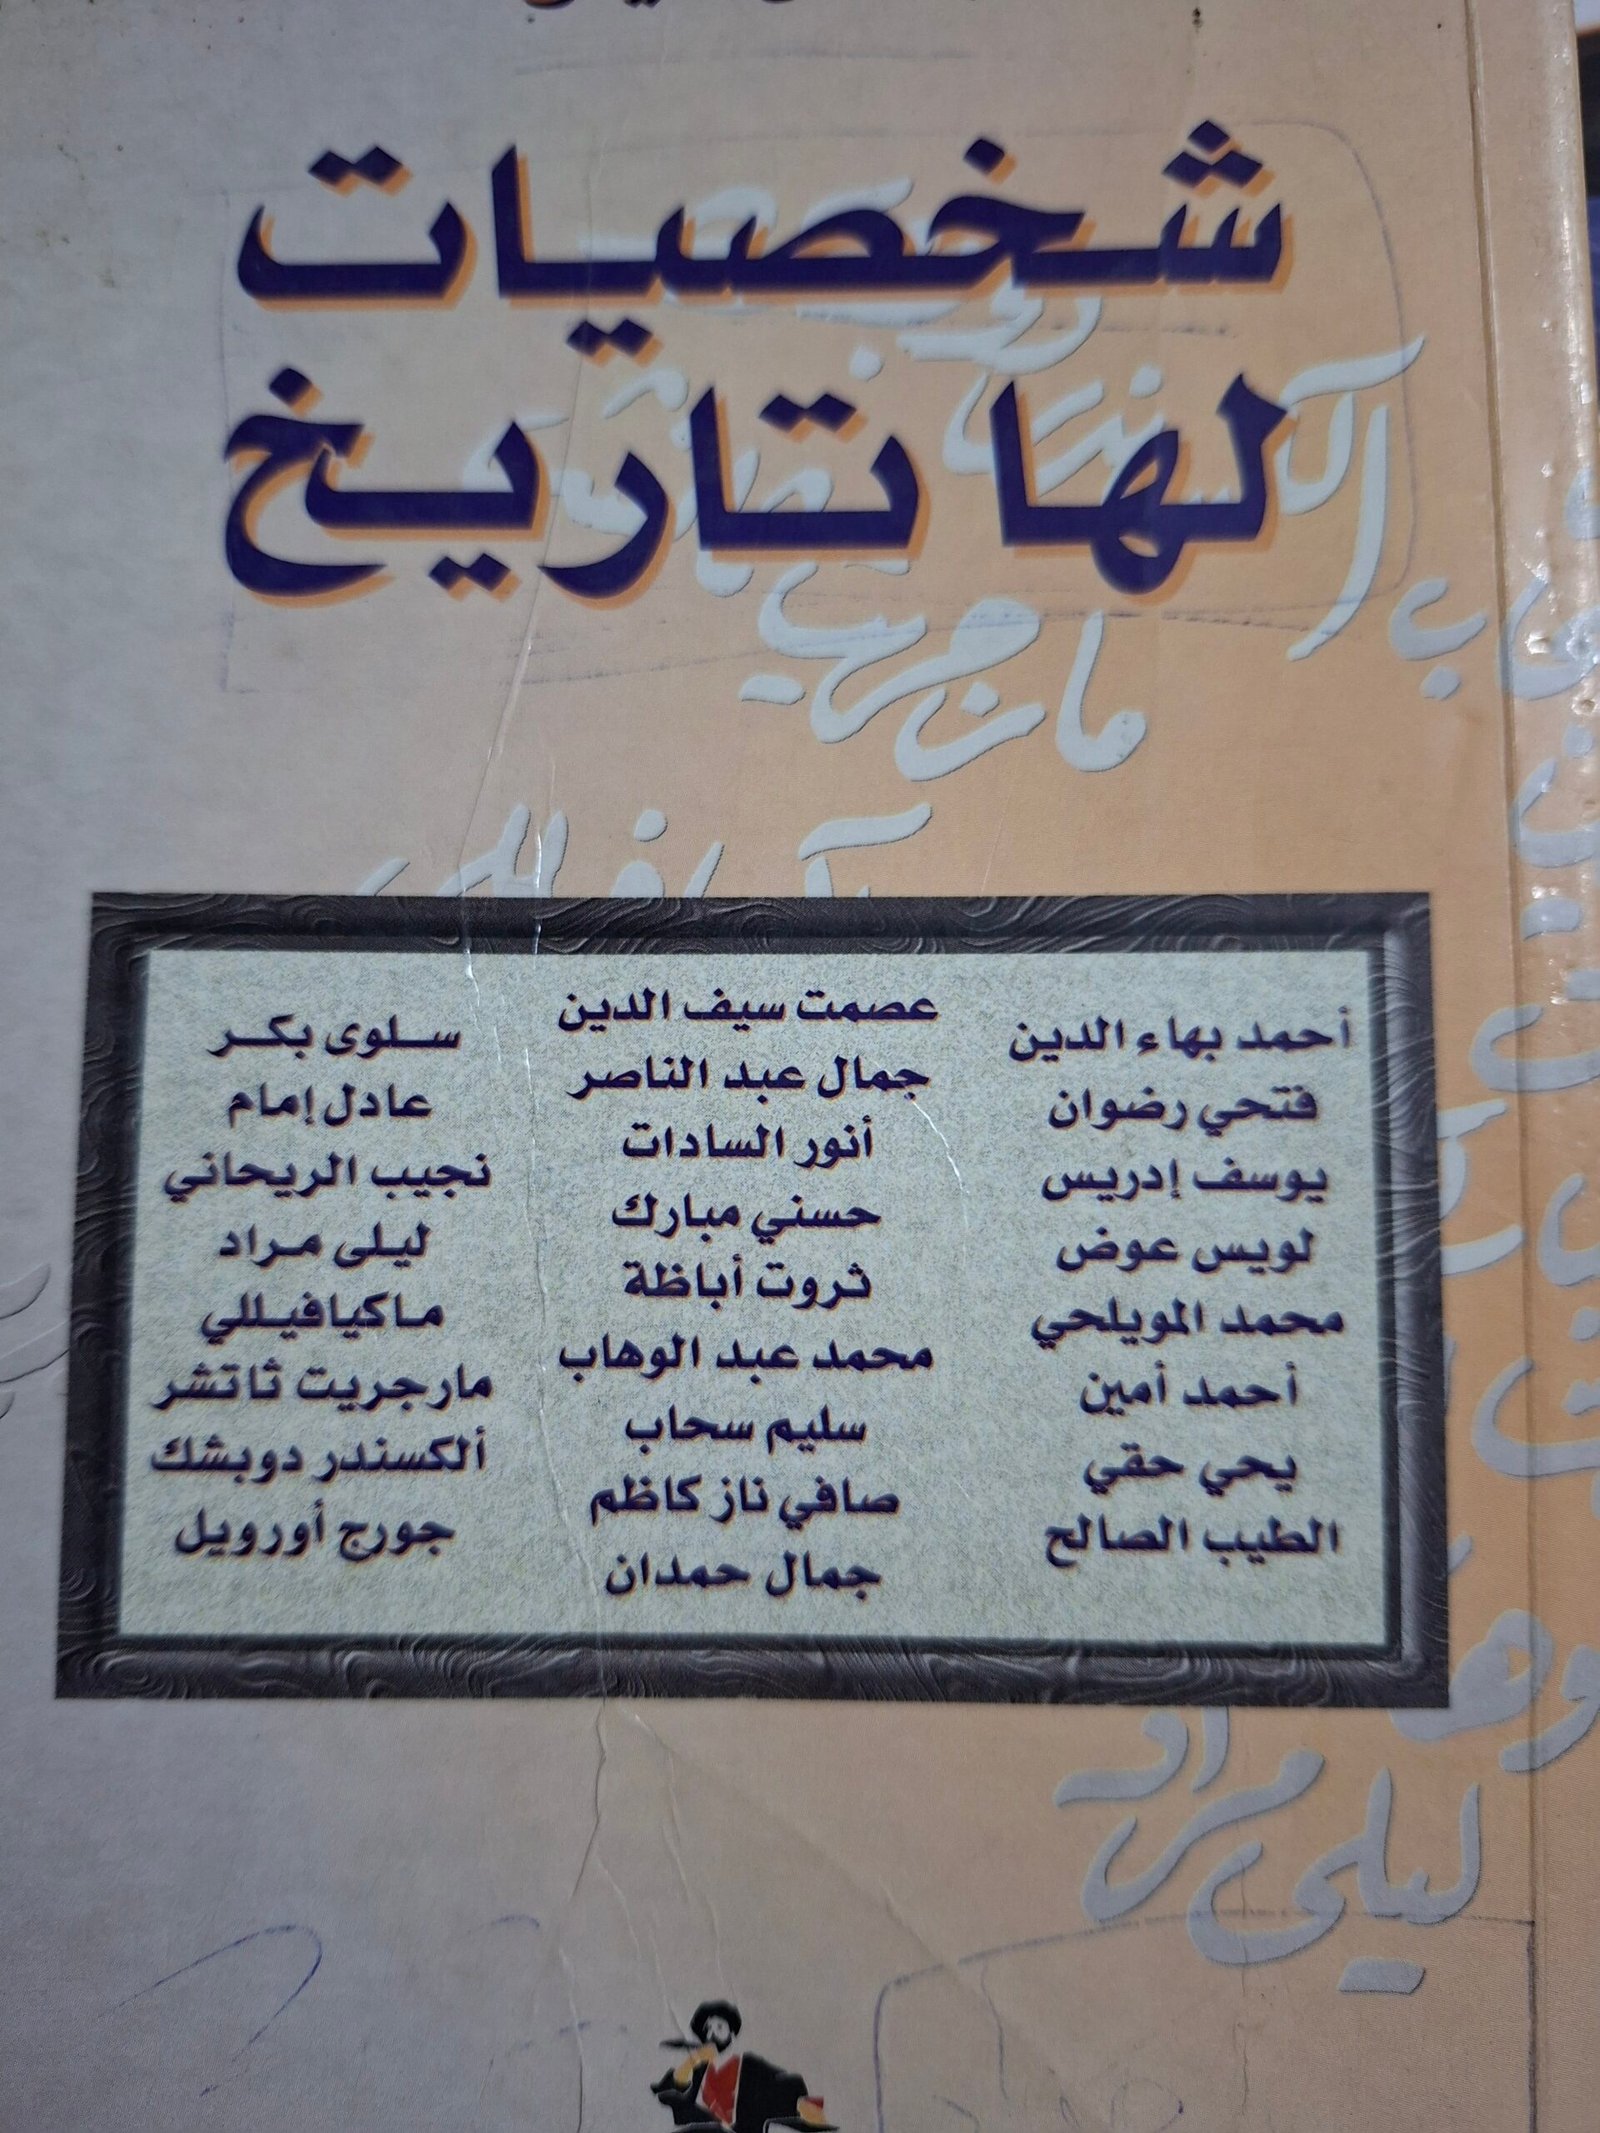 شخصيات
لها تاريخ
أحمد بهاء الدين
فتحي رضوان
يوسف إدريس
لويس عوض
محمد المويلحي
أحمد أمين
يحي حقي
الطيب الصالح
عصمت سيف الدين
جمال عبد الناصر
أنور السادات
حسني مبارك
ثروت أباظة
محمد عبد الوهاب
سليم سحاب
صافي ناز كاظم
جمال حمدان
سلوى بكر
عادل إمام
نجيب الريحاني
ليلى مراد
ماكيافيللي
مارجريت ثاتشر
ألكسندر دوبشك
جورج أورويل
ليلى مراد